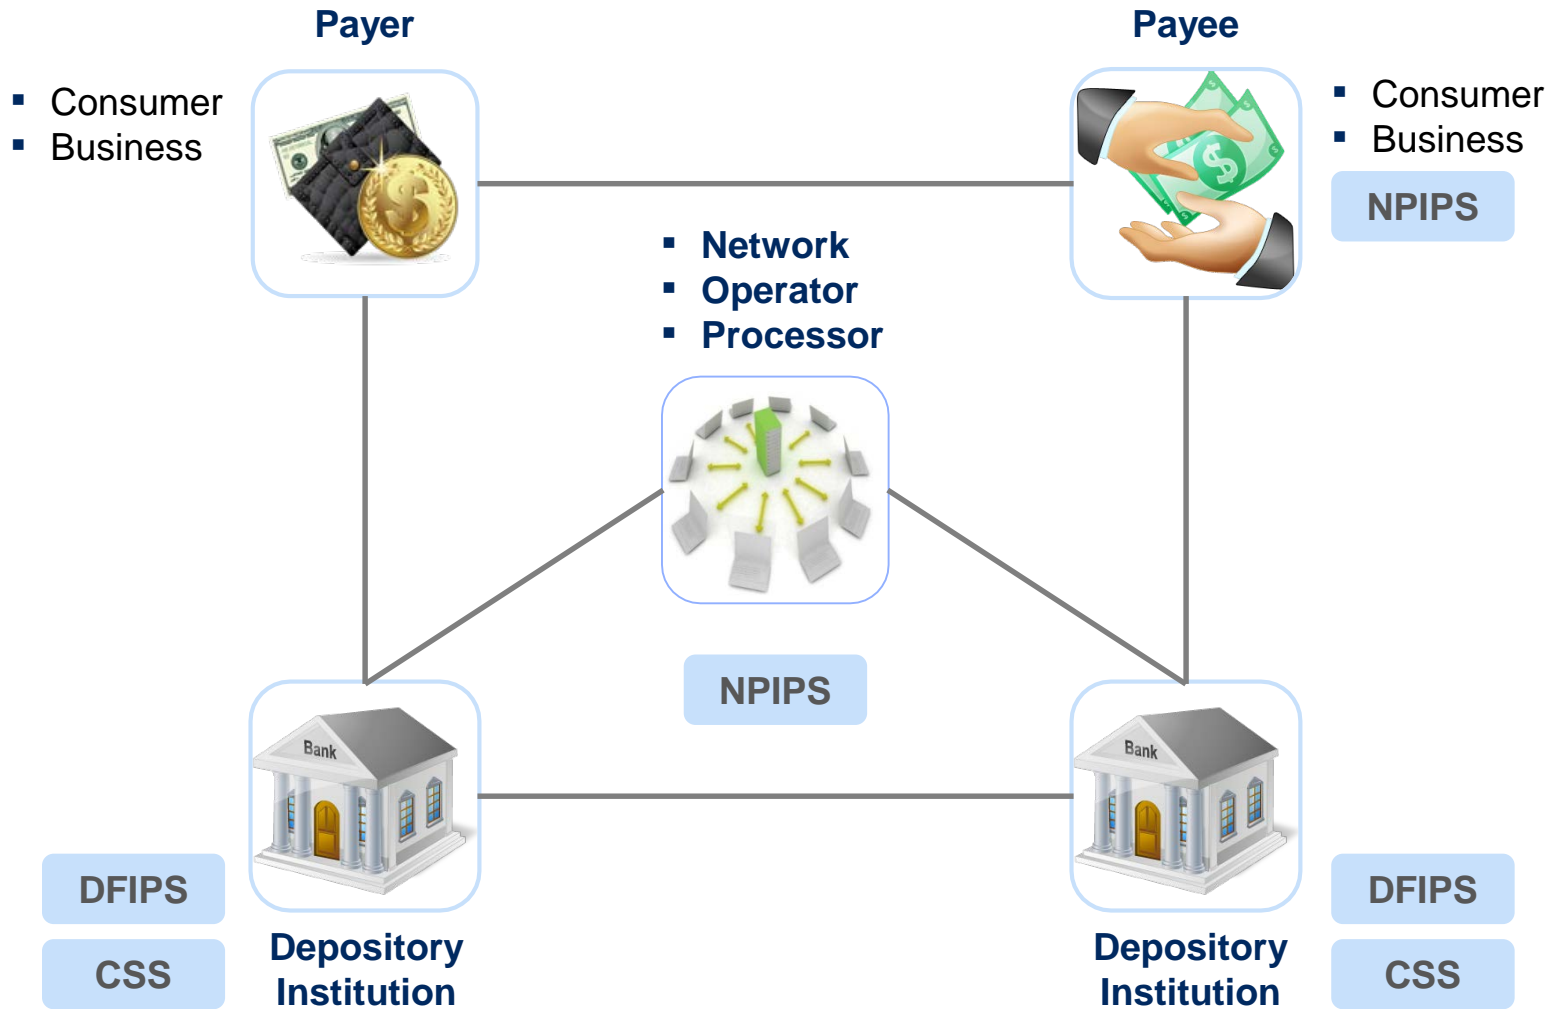 Payer
Payee
▪ Consumer
▪ Business
▪ Consumer
▪ Business
NPIPS
▪ Network
▪ Operator
▪ Processor
NPIPS
Bank
Bank
DFIPS
CSS
Depository
Institution
Depository
Institution
DFIPS
CSS